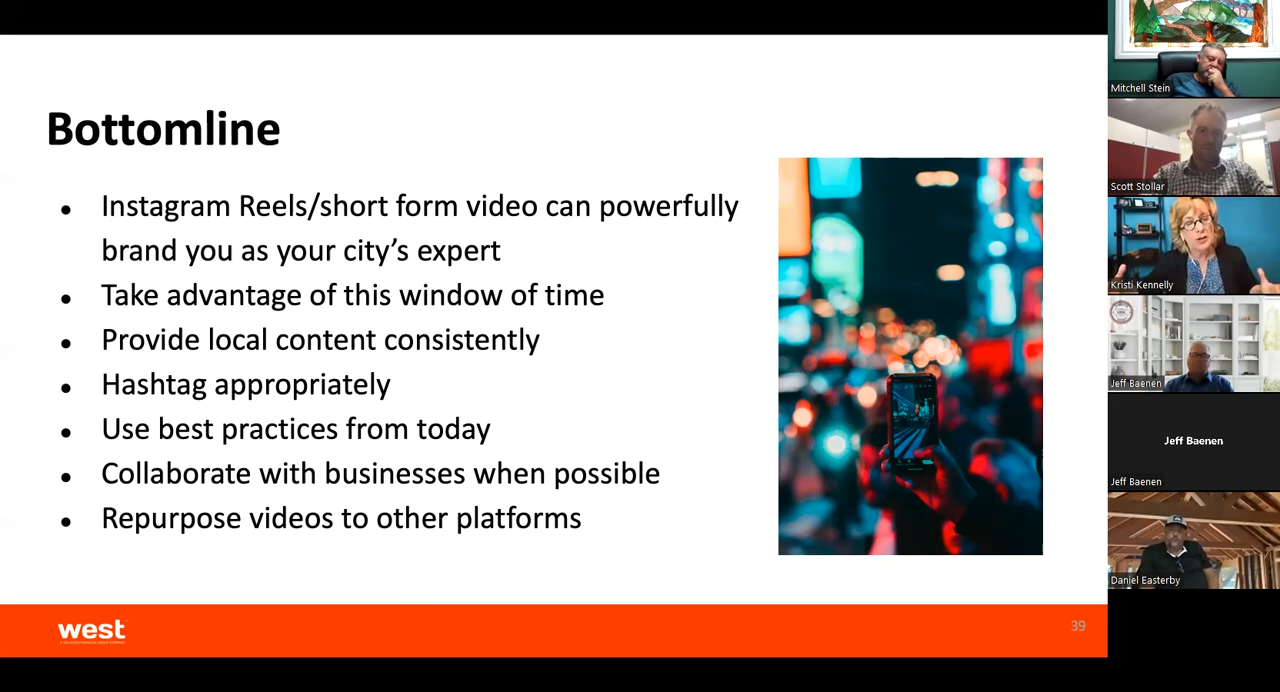 Bottomline
• Instagram Reels/short form video can powerfully
brand you as your city’s expert
• Take advantage of this window of time
• Provide local content consistently
• Hashtag appropriately
• Use best practices from today
• Collaborate with businesses when possible
• Repurpose videos to other platforms
west
39
Mitchell Stein
Scott Stollar
Kristi Kennelly
Jeff Baenen
Jeff Baenen
Jeff Baenen
Daniel Easterby